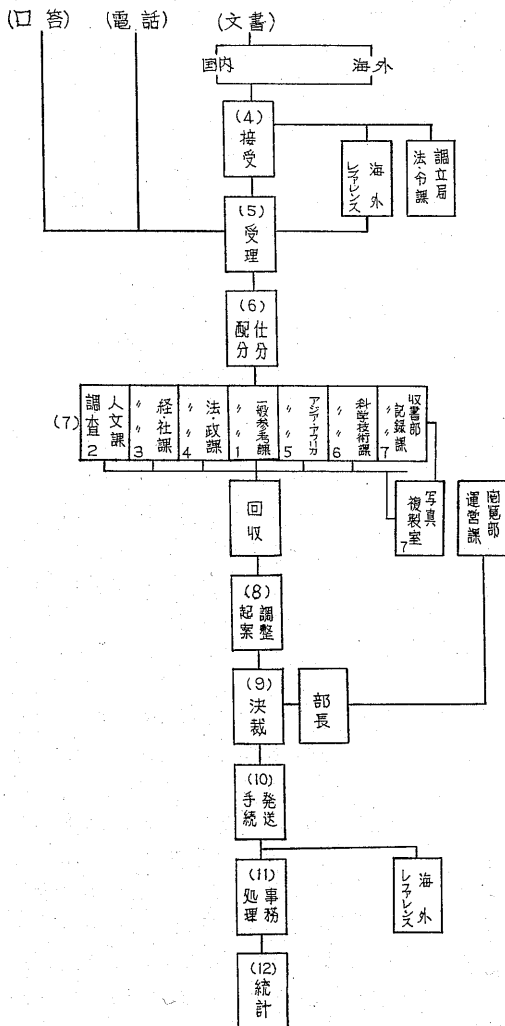 (口答)
(電話)
(文書)
国内
海外
(4)
接受
海外
レファレンス
調立局
法・令課
(5)
受理
(6)
仕分
配分
(7)
人文課
調査2
経・社課
〃〃3
法・政課
〃〃4
一般参考課
〃〃1
アジア・アフリカ
〃〃5
科学技術課
〃〃6
収書部
記録課
〃〃7
回収
写真
複製室
7
運営課
(8)
調整
起案
(9)
決裁
部長
(10)
発送
手続
(11)
事務
処理
海外
レファレンス
(12)
統計